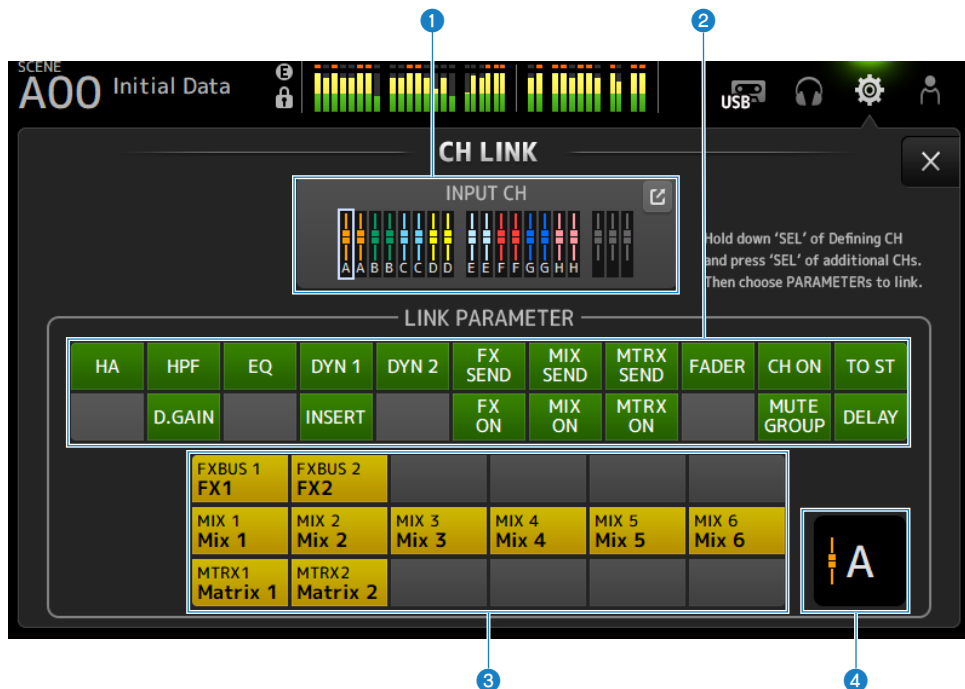 1 2
SCENE
A00 Initial Data E
USB
CH LINK
INPUT CH
A A B B C C D D E E F F G G H H
Hold down 'SEL' of Defining CH
and press 'SEL' of additional CHs.
Then choose PARAMETERs to link.
LINK PARAMETER
HA HPF EQ DYN 1 DYN 2 FX SEND MIX SEND MTRX SEND FADER CH ON TO ST
D.GAIN INSERT FX ON MIX ON MTRX ON MUTE GROUP DELAY
FXBUS 1 FXBUS 2
FX1 FX2
MIX 1 MIX 2 MIX 3 MIX 4 MIX 5 MIX 6
Mix 1 Mix 2 Mix 3 Mix 4 Mix 5 Mix 6
MTRX1 MTRX2
Matrix 1 Matrix 2
A
3 4